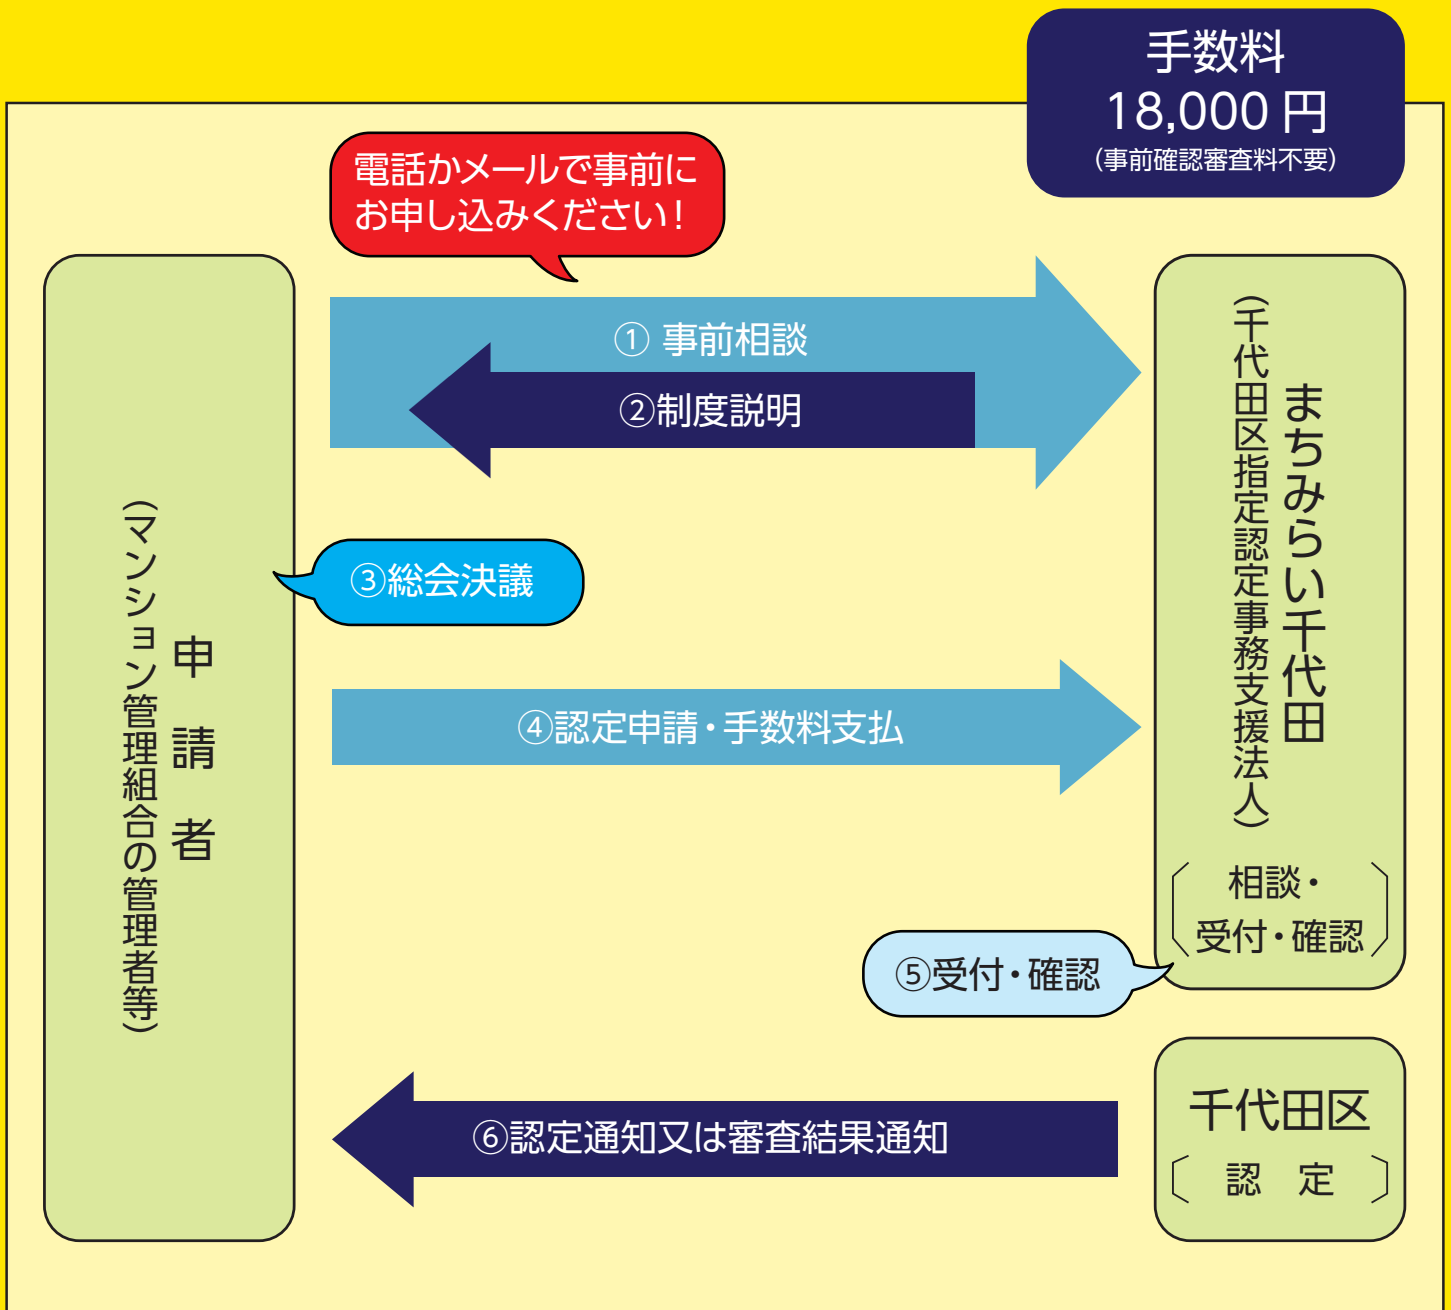 手数料
18,000 円
（事前確認審査料不要）
電話かメールで事前に
お申し込みください！
① 事前相談
②制度説明
申請者
（マンション管理組合の管理者等）
まちみらい千代田
（千代田区指定認定事務支援法人）
〔相談・
受付・確認〕
③総会決議
④認定申請・手数料支払
⑤受付・確認
千代田区
〔認 定〕
⑥認定通知又は審査結果通知